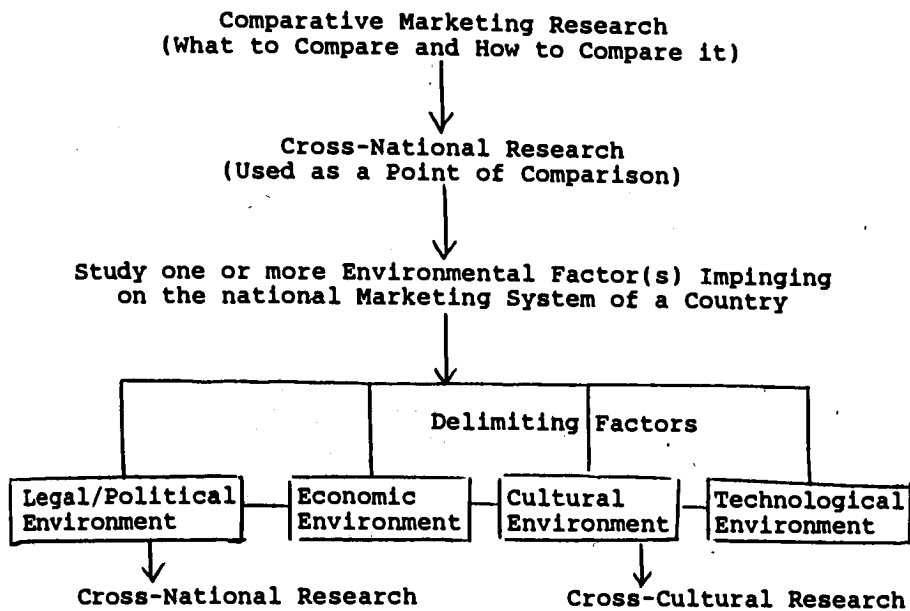 Comparative Marketing Research
(What to Compare and How to Compare it)
Cross-National Research
(Used as a Point of Comparison)
Study one or more Environmental Factor(s) Impinging
on the national Marketing System of a Country
Delimiting Factors
Legal/Political
Environment
Economic
Environment
Cultural
Environment
Technological
Environment
Cross-National Research
Cross-Cultural Research